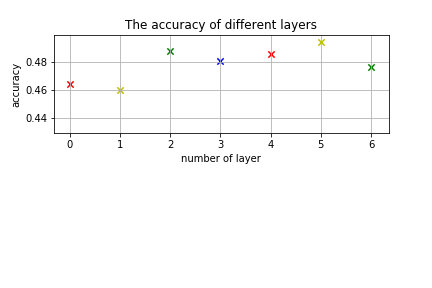 The accuracy of different layers
accuracy
0.48
0.46
0.44
0 1 2 3 4 5 6
number of layer